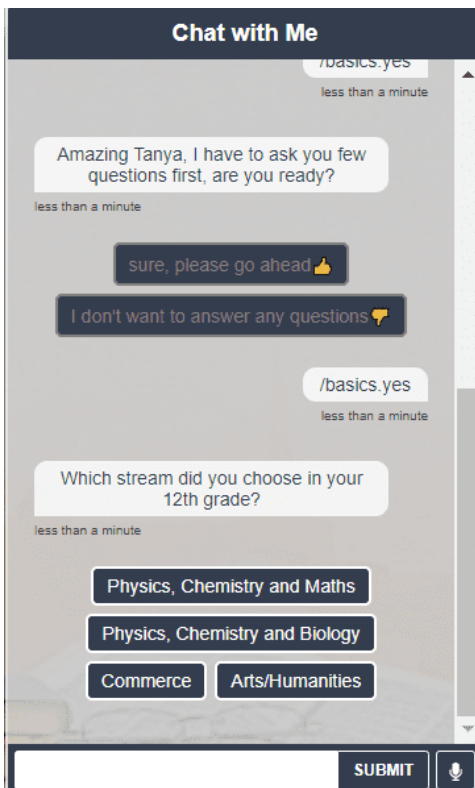 Chat with Me
/basics.yes
less than a minute
Amazing Tanya, I have to ask you few
questions first, are you ready?
less than a minute
sure, please go ahead👍
I don't want to answer any questions👎
/basics.yes
less than a minute
Which stream did you choose in your
12th grade?
less than a minute
Physics, Chemistry and Maths
Physics, Chemistry and Biology
Commerce Arts/Humanities
SUBMIT